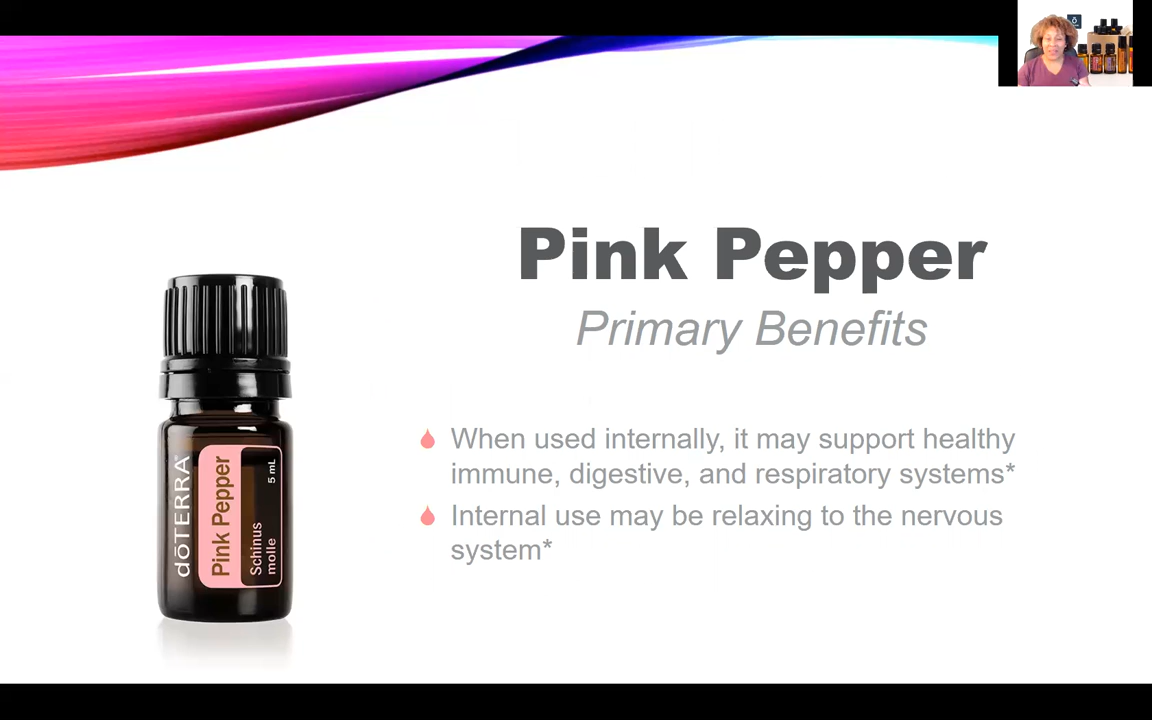 Pink Pepper
Primary Benefits
When used internally, it may support healthy
immune, digestive, and respiratory systems*
Internal use may be relaxing to the nervous
system*
dōTERRA
Pink Pepper
Schinus
molle
5 mL